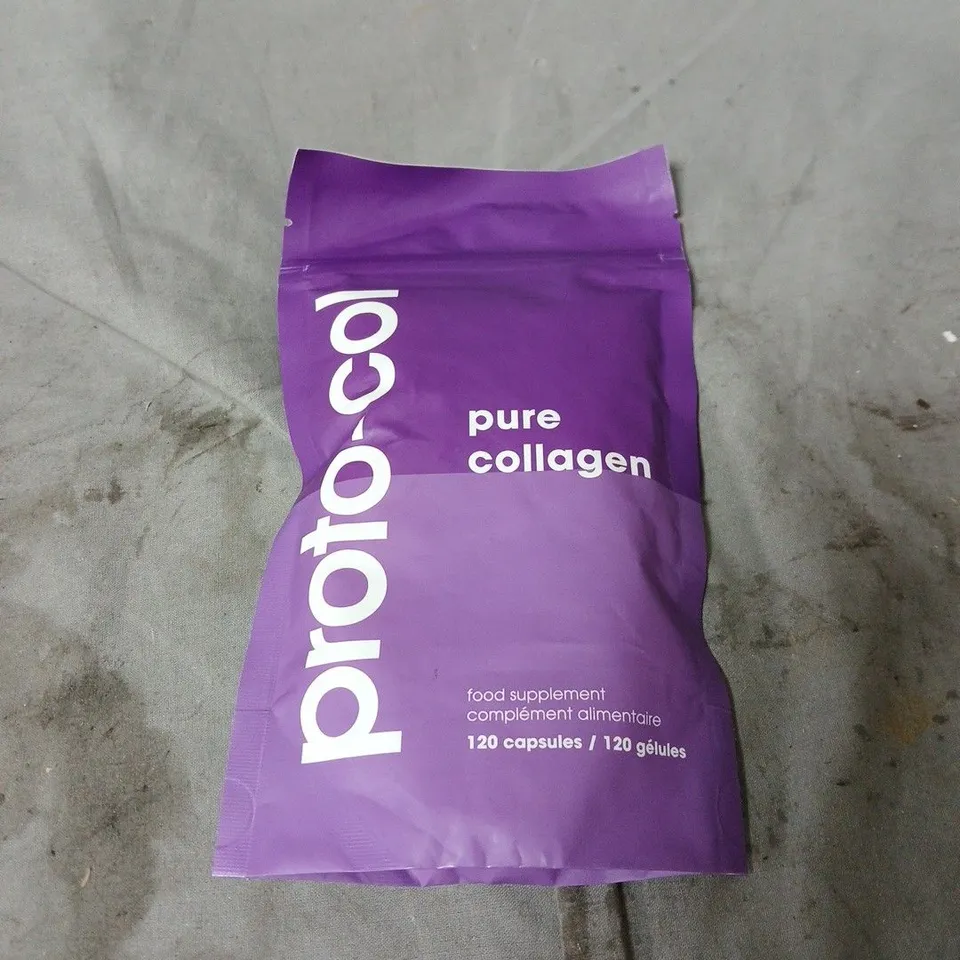 proto-col
pure
collagen
food supplement
complément alimentaire
120 capsules / 120 gélules